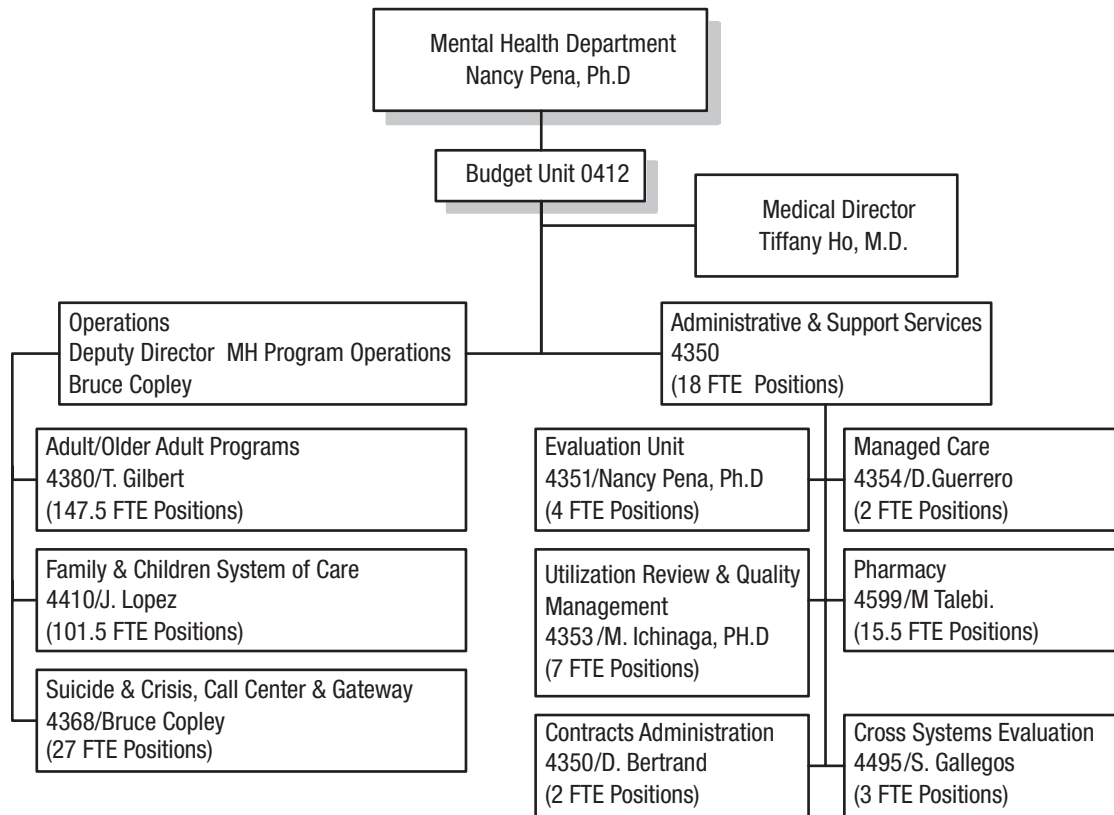 Mental Health Department
Nancy Pena, Ph.D
Budget Unit 0412
Medical Director
Tiffany Ho, M.D.
Operations
Deputy Director MH Program Operations
Bruce Copley
Administrative & Support Services
4350
(18 FTE Positions)
Adult/Older Adult Programs
4380/T. Gilbert
(147.5 FTE Positions)
Family & Children System of Care
4410/J. Lopez
(101.5 FTE Positions)
Suicide & Crisis, Call Center & Gateway
4368/Bruce Copley
(27 FTE Positions)
Evaluation Unit
4351/Nancy Pena, Ph.D
(4 FTE Positions)
Managed Care
4354/D.Guerrero
(2 FTE Positions)
Utilization Review & Quality
Management
4353/M. Ichinaga, PH.D
(7 FTE Positions)
Pharmacy
4599/M Talebi.
(15.5 FTE Positions)
Contracts Administration
4350/D. Bertrand
(2 FTE Positions)
Cross Systems Evaluation
4495/S. Gallegos
(3 FTE Positions)